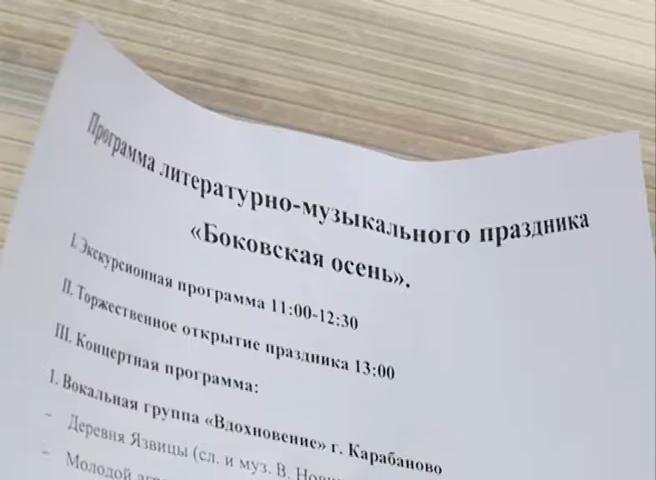 Программа литературно-музыкального праздника
«Боковская осень».
I. Экскурсионная программа 11:00-12:30
II. Торжественное открытие праздника 13:00
III. Концертная программа:
1. Вокальная группа «Вдохновение» г. Карабаново
- Деревня Язвицы (сл. и муз. В.
- Молодой